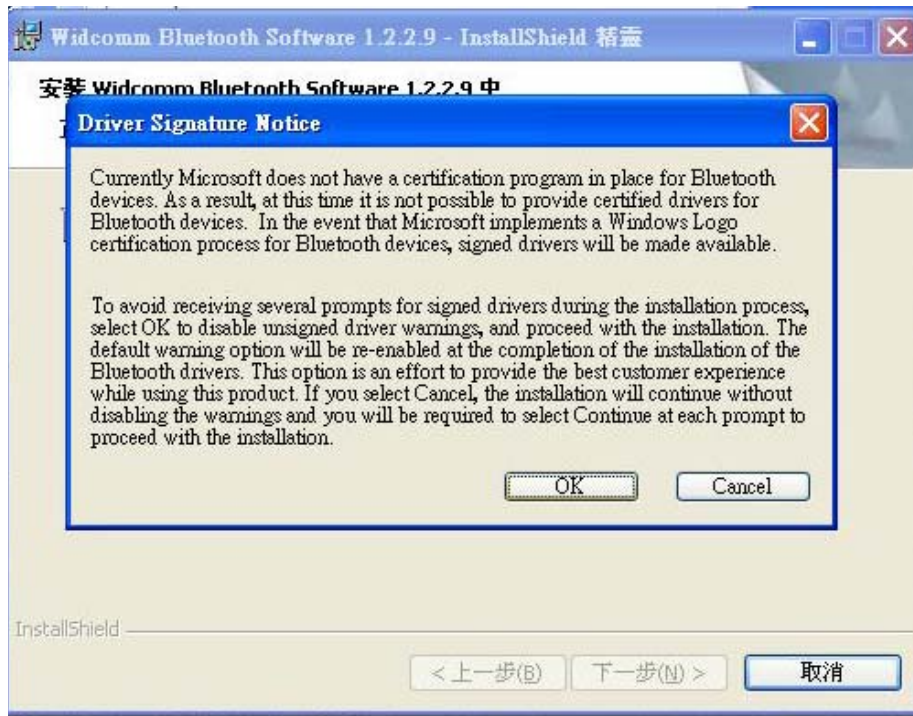 Widcomm Bluetooth Software 1.2.2.9 - InstallShield 精靈
安裝 Widcomm Bluetooth Software 1.2.2.9 中
Driver Signature Notice
Currently Microsoft does not have a certification program in place for Bluetooth
devices. As a result, at this time it is not possible to provide certified drivers for
Bluetooth devices.  In the event that Microsoft implements a Windows Logo
certification process for Bluetooth devices, signed drivers will be made available.
To avoid receiving several prompts for signed drivers during the installation process,
select OK to disable unsigned driver warnings, and proceed with the installation. The
default warning option will be re-enabled at the completion of the installation of the
Bluetooth drivers. This option is an effort to provide the best customer experience
while using this product. If you select Cancel, the installation will continue without
disabling the warnings and you will be required to select Continue at each prompt to
proceed with the installation.
OK Cancel
InstallShield
< 上一步(B) 下一步(N) > 取消